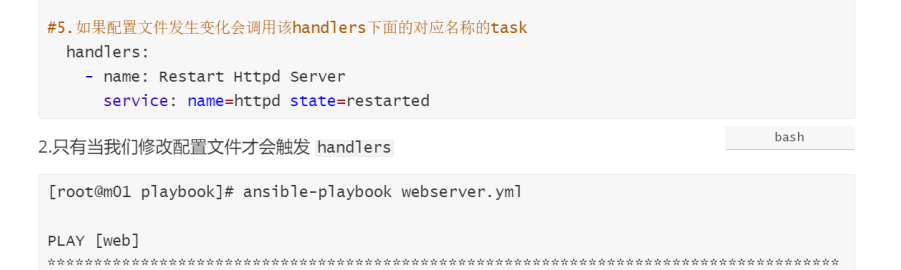 #5.如果配置文件发生变化会调用该handlers下面的对应名称的task
handlers:
- name: Restart Httpd Server
service: name=httpd state=restarted
bash
2.只有当我们修改配置文件才会触发 handlers
[root@m01 playbook]# ansible-playbook webserver.yml
PLAY [web]
*************************************************************************************